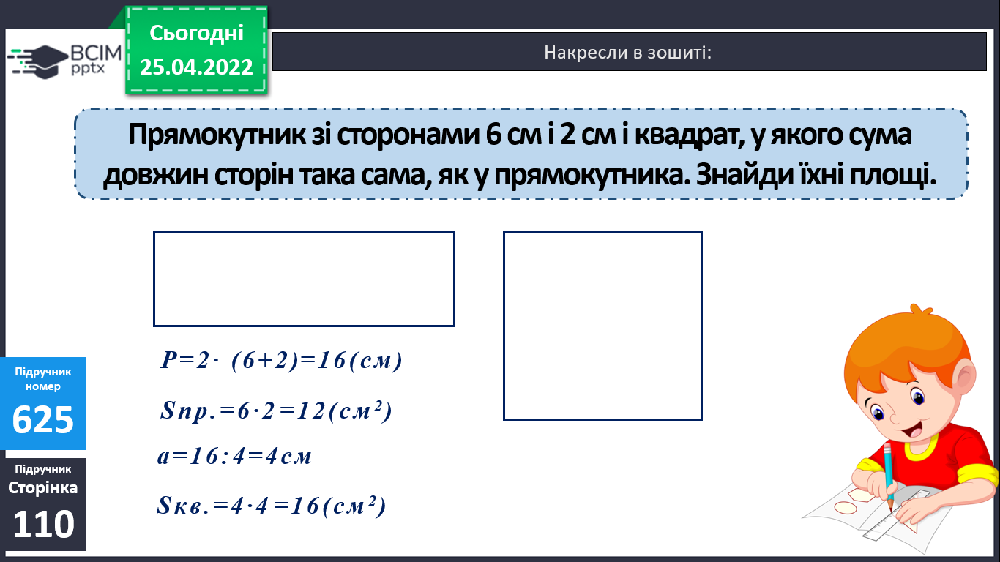 Сьогодні
25.04.2022
ВСІМ
pptx
Накресли в зошиті:
Прямокутник зі сторонами 6 см і 2 см і квадрат, у якого сума
довжин сторін така сама, як у прямокутника. Знайди їхні площі.
P=2· (6+2)=16(см)
Sпр.=6·2=12(см²)
а=16:4=4см
Sкв.=4·4=16(см²)
Підручник
номер
625
Підручник
Сторінка
110